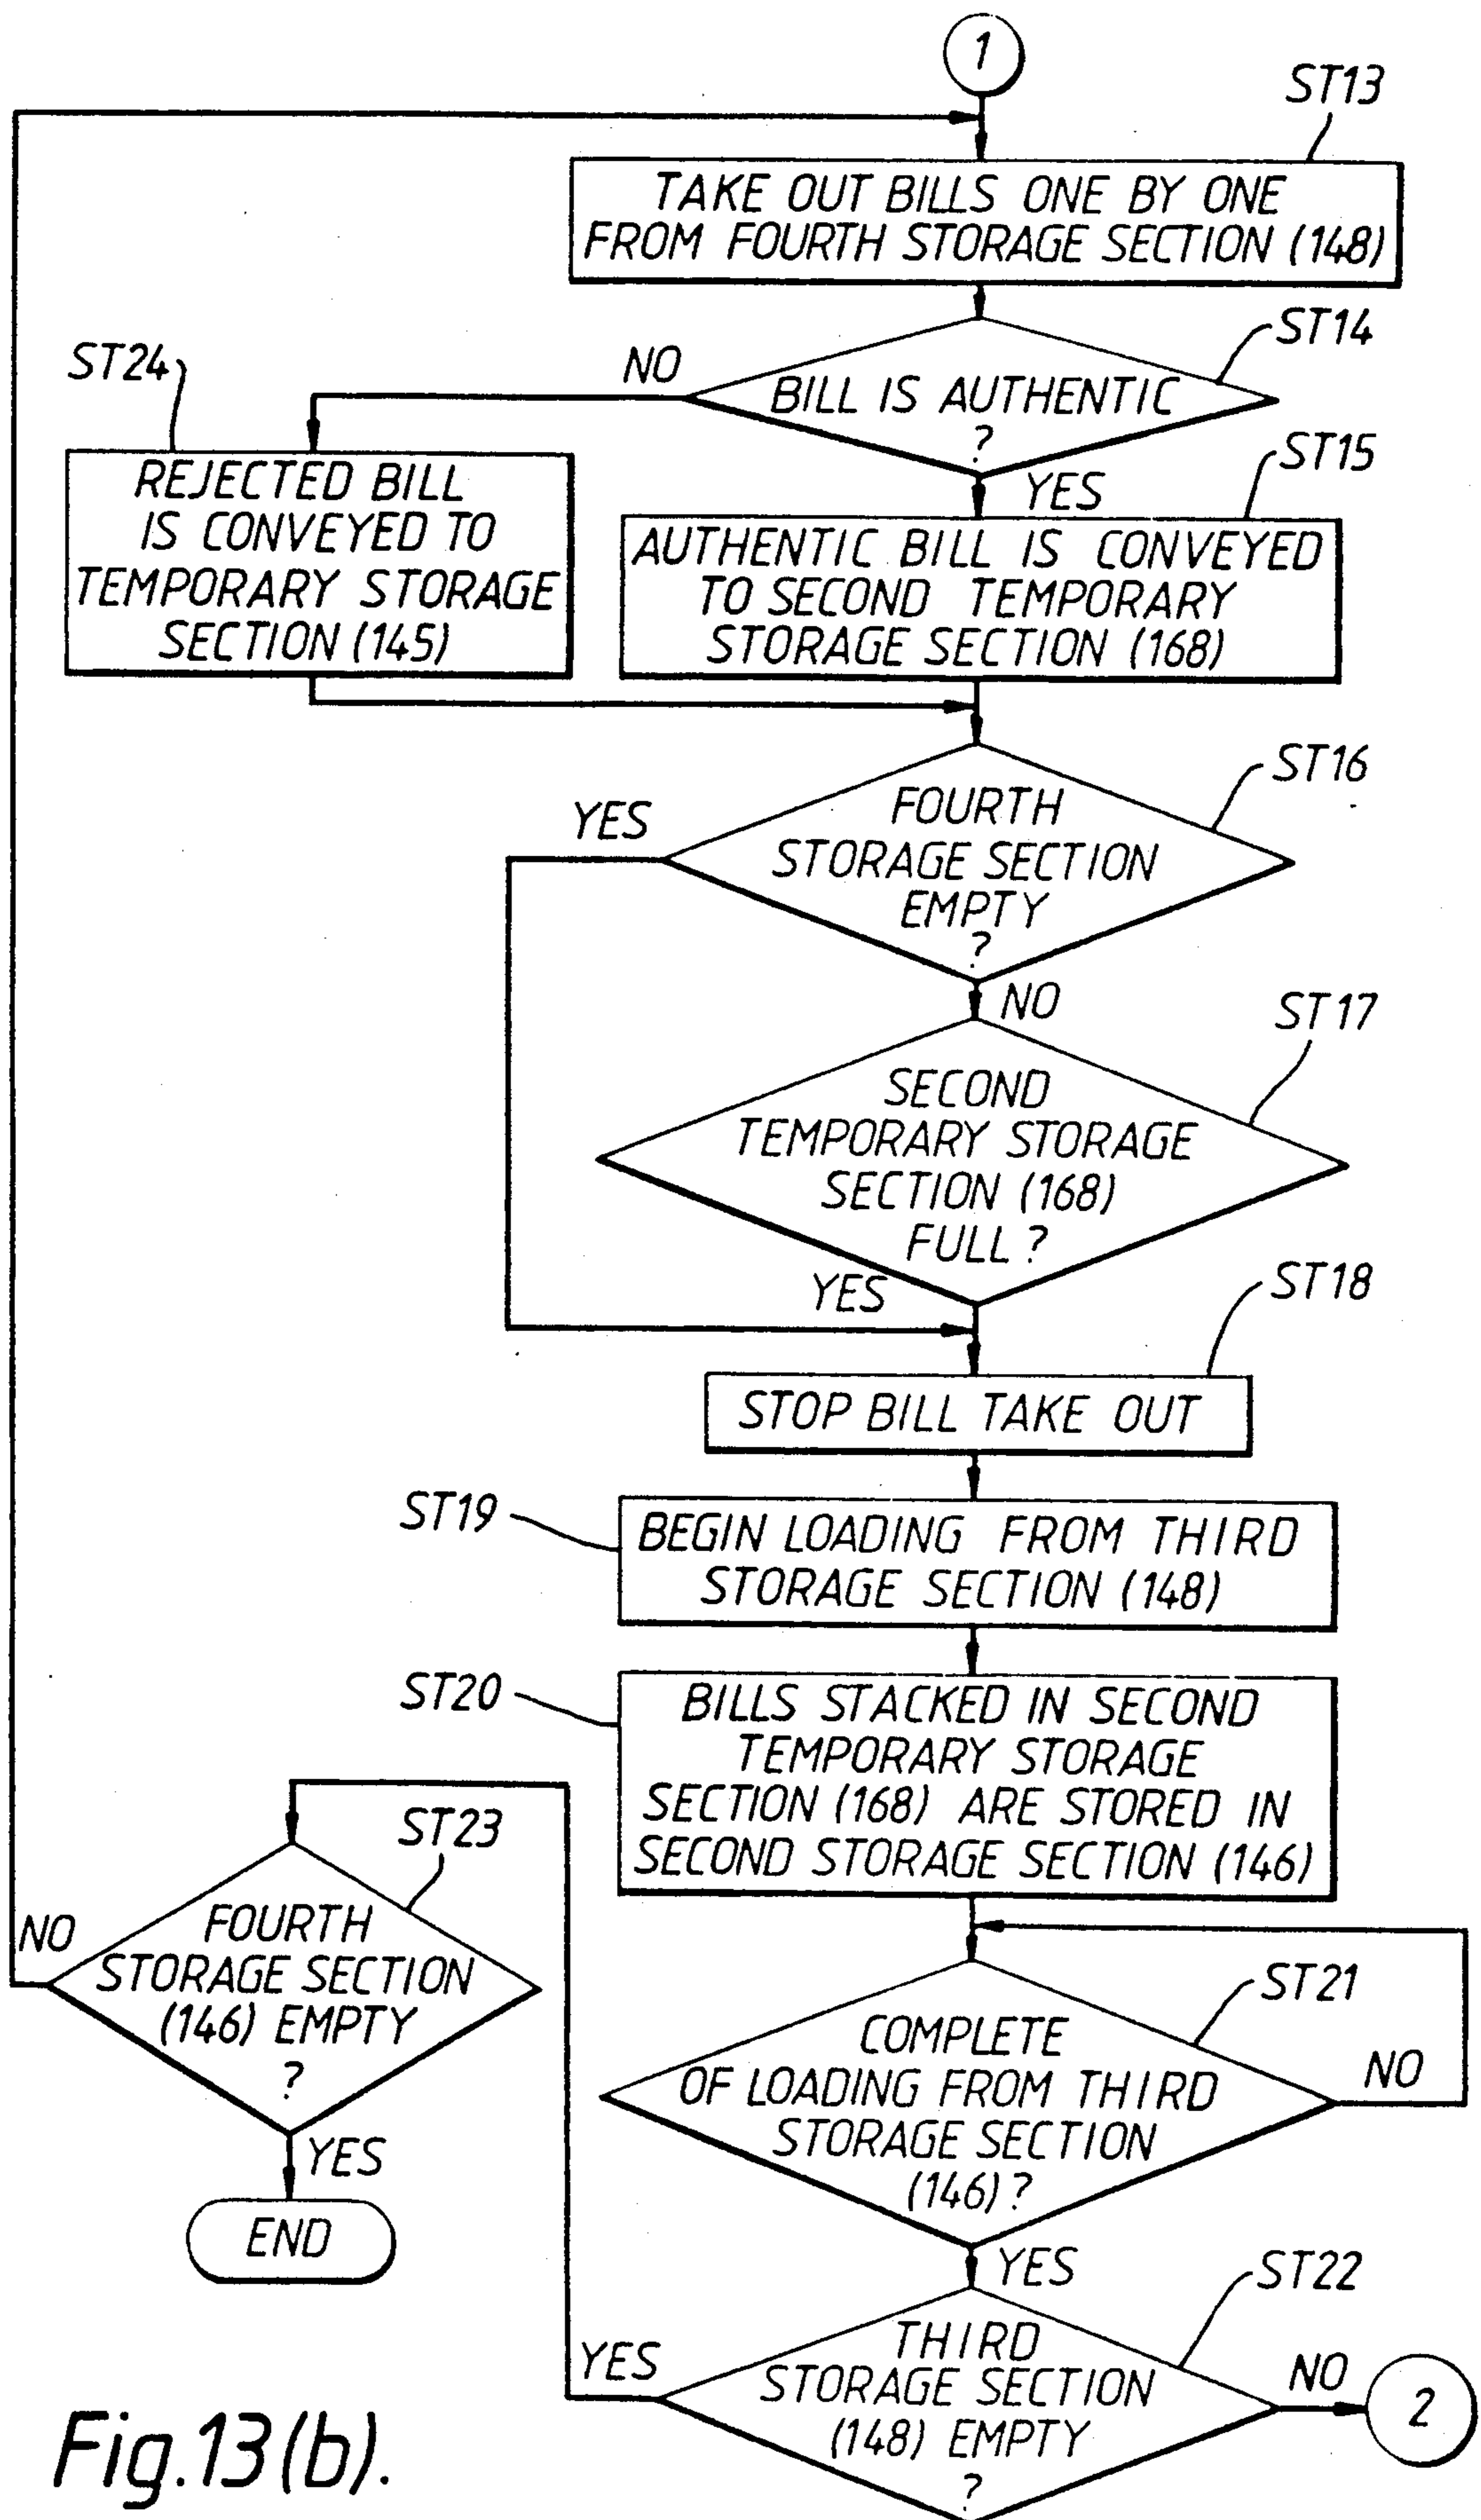 1
ST13
TAKE OUT BILLS ONE BY ONE
FROM FOURTH STORAGE SECTION (148)
ST14
BILL IS AUTHENTIC
?
NO
ST24
REJECTED BILL
IS CONVEYED TO
TEMPORARY STORAGE
SECTION (145)
YES
ST15
AUTHENTIC BILL IS CONVEYED
TO SECOND TEMPORARY
STORAGE SECTION (168)
ST16
FOURTH
STORAGE SECTION
EMPTY
?
YES
NO
ST17
SECOND
TEMPORARY STORAGE
SECTION (168)
FULL ?
YES
ST18
STOP BILL TAKE OUT
ST19
BEGIN LOADING FROM THIRD
STORAGE SECTION (148)
ST20
BILLS STACKED IN SECOND
TEMPORARY STORAGE
SECTION (168) ARE STORED IN
SECOND STORAGE SECTION (146)
ST21
COMPLETE
OF LOADING FROM THIRD
STORAGE SECTION
(146) ?
NO
YES
ST22
THIRD
STORAGE SECTION
(148) EMPTY
?
NO
2
YES
ST23
FOURTH
STORAGE SECTION
(146) EMPTY
?
NO
YES
END
Fig.13(b).